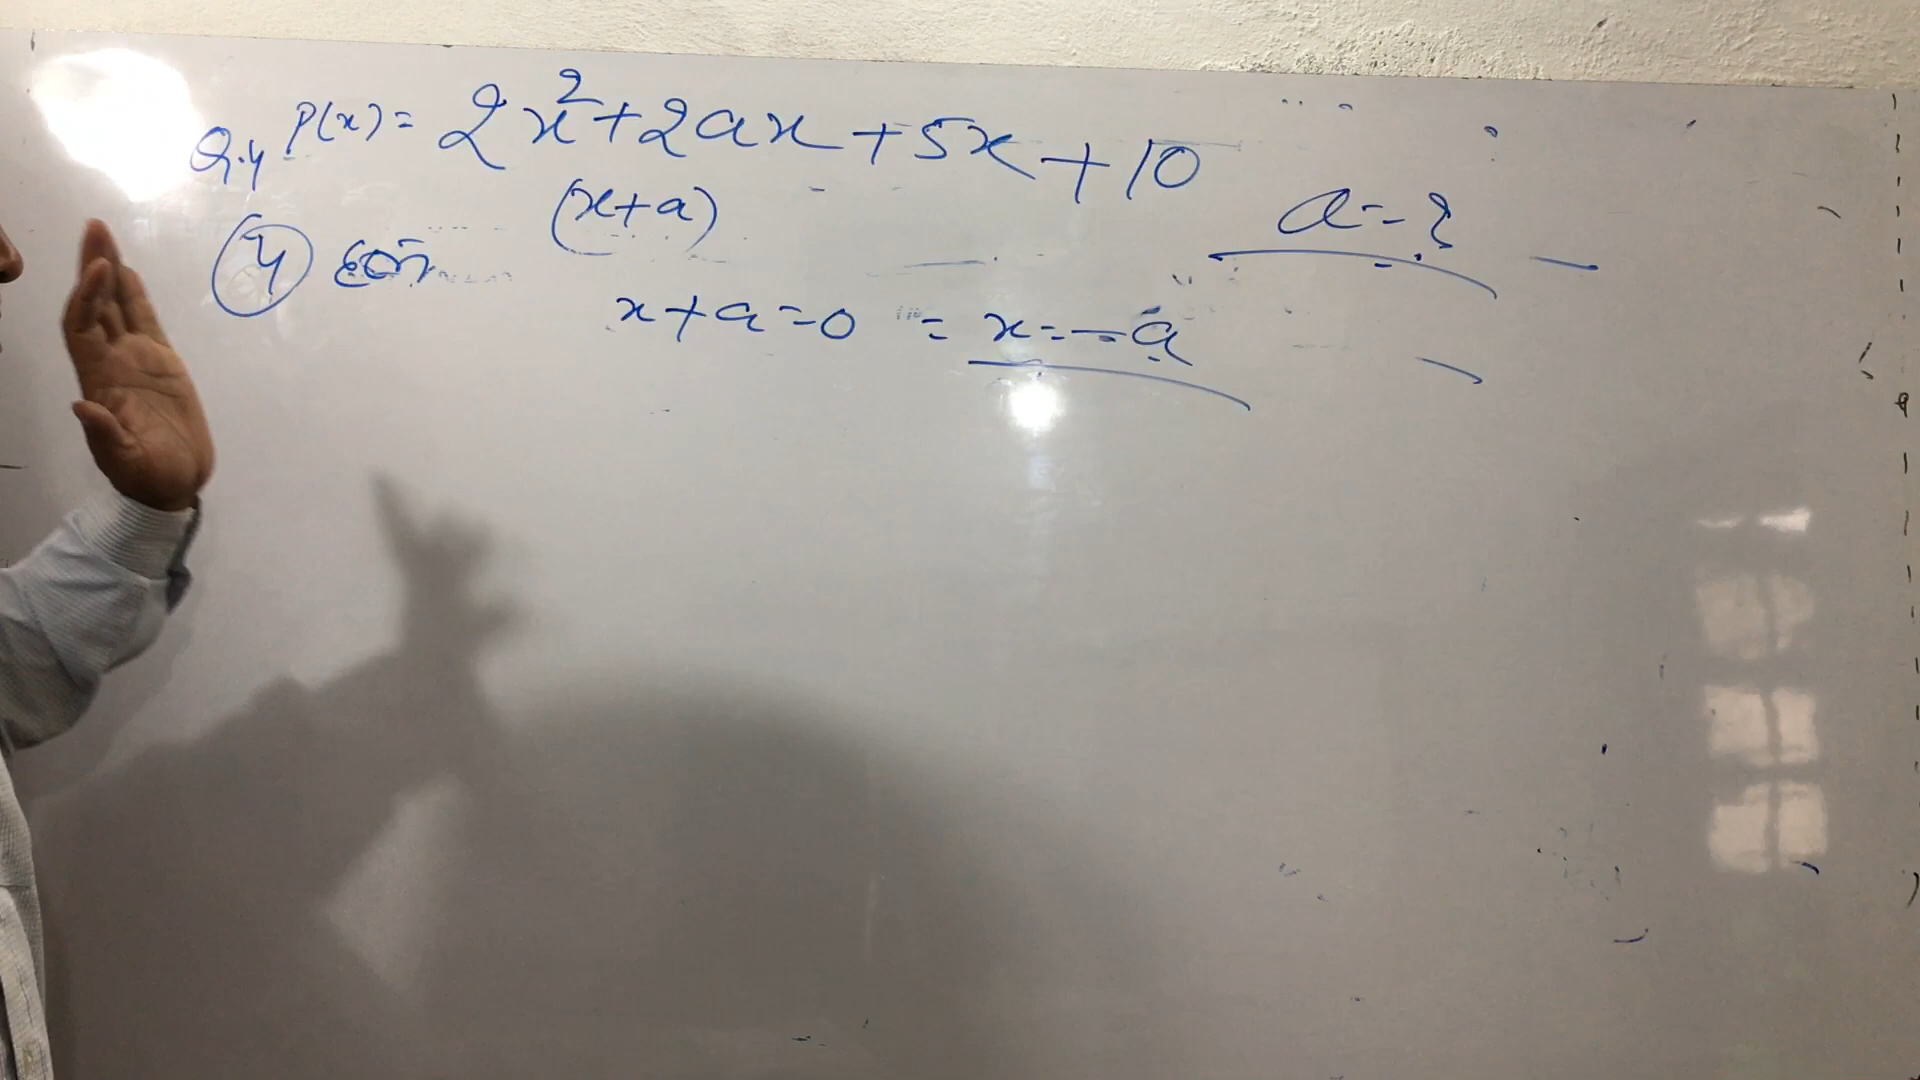 Q.4 P(x) = 2x² + 2ax + 5x + 10
(x+a)
a = ?
4
x + a = 0 = x = - a